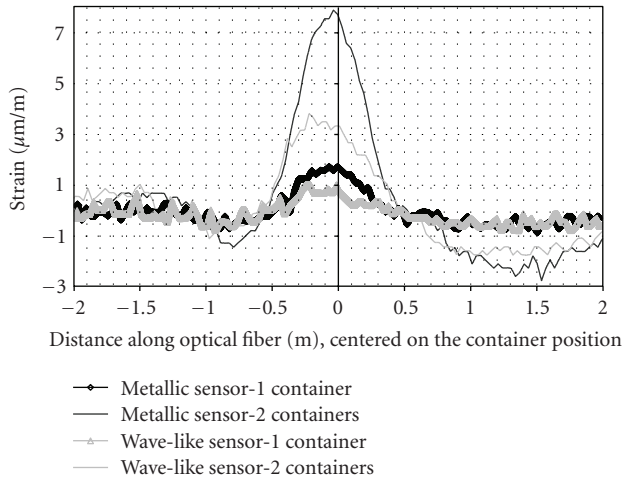 7
5
3
1
−1
−3
Strain (μm/m)
−2 −1.5 −1 −0.5 0 0.5 1 1.5 2
Distance along optical fiber (m), centered on the container position
Metallic sensor-1 container
Metallic sensor-2 containers
Wave-like sensor-1 container
Wave-like sensor-2 containers